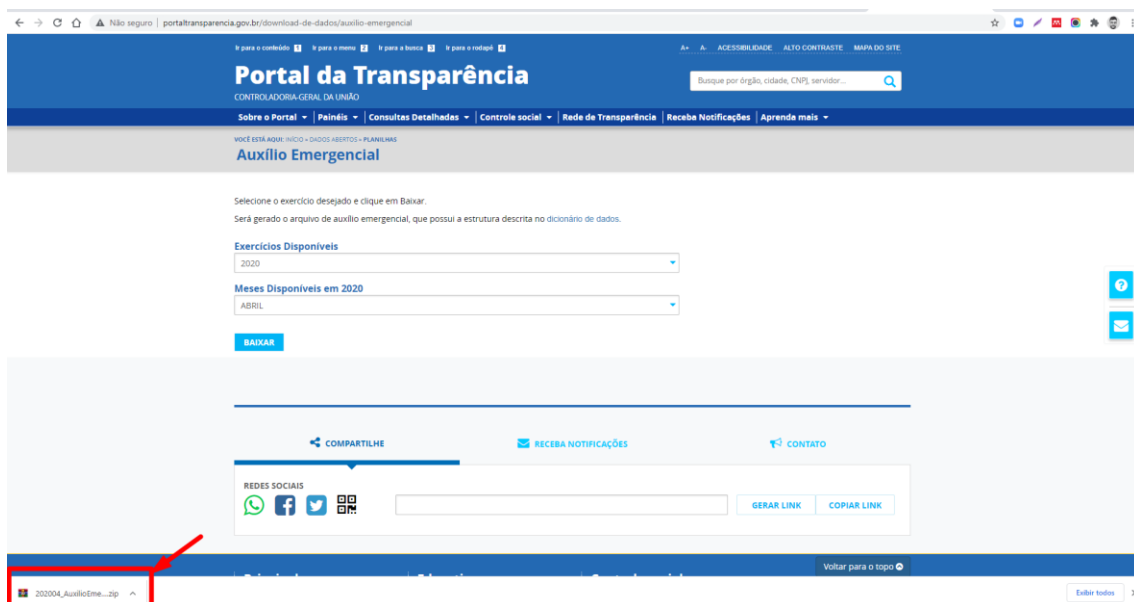 Não seguro | portaltransparencia.gov.br/download-de-dados/auxilio-emergencial
Ir para o conteúdo 1 Ir para o menu 2 Ir para a busca 3 Ir para o rodapé 4
A+ A- ACESSIBILIDADE ALTO CONTRASTE MAPA DO SITE
Portal da Transparência
Busque por órgão, cidade, CNPJ, servidor...
CONTROLADORIA-GERAL DA UNIÃO
Sobre o Portal Painéis Consultas Detalhadas Controle social Rede de Transparência Receba Notificações Aprenda mais
VOCÊ ESTÁ AQUI: INÍCIO » DADOS ABERTOS » PLANILHAS
Auxílio Emergencial
Selecione o exercício desejado e clique em Baixar.
Será gerado o arquivo de auxílio emergencial, que possui a estrutura descrita no dicionário de dados.
Exercícios Disponíveis
2020
Meses Disponíveis em 2020
ABRIL
BAIXAR
COMPARTILHE
RECEBA NOTIFICAÇÕES
CONTATO
REDES SOCIAIS
GERAR LINK
COPIAR LINK
Voltar para o topo
202004_AuxilioEme....zip
Exibir todos